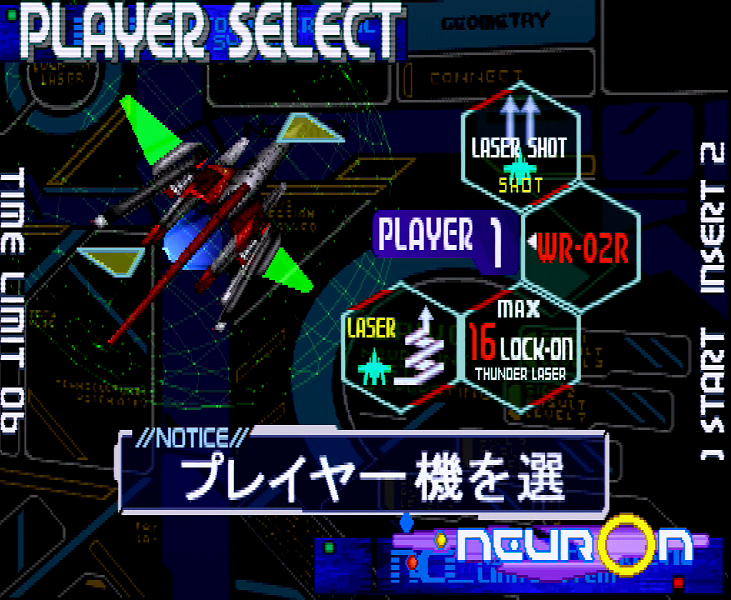 PLAYER SELECT
GEOMETRY
CONNECT
LASER
LASER SHOT
SHOT
PLAYER 1
WR-02R
LASER
MAX
16 LOCK-ON
THUNDER LASER
TIME LIMIT 06
INSERT 2
START
//NOTICE//
プレイヤー機を選
NEURON